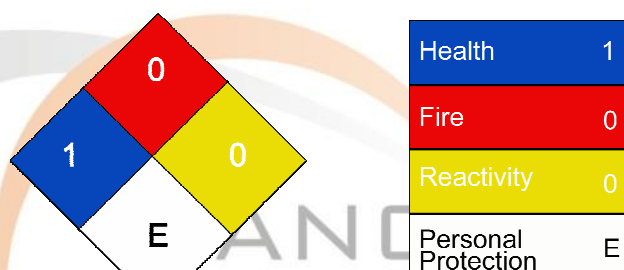 0
1
0
E
Health 1
Fire 0
Reactivity 0
Personal
Protection E